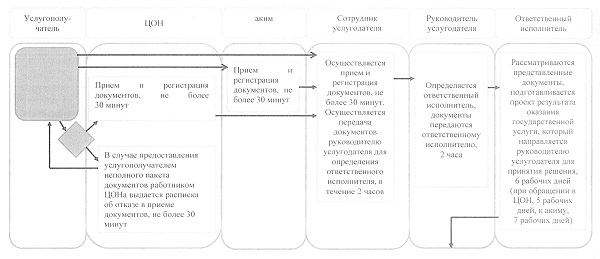 Услугополу-
чатель
ЦОН
аким
Сотрудник
услугодателя
Руководитель
услугодателя
Ответственный
исполнитель
Прием и регистрация
документов, не более
30 минут
В случае предоставления
услугополучателем
неполного пакета
документов работником
ЦОНа выдается расписка
об отказе в приеме
документов, не более 30
минут
Прием и
регистрация
документов, не
более 30 минут
Осуществляется
прием и
регистрация
документов, не
более 30 минут.
Осуществляется
передача
документов
руководителю
услугодателя для
определения
ответственного
исполнителя, в
течение 2 часов
Определяется
ответственный
исполнитель,
документы
передаются
ответственному
исполнителю,
2 часа
Рассматриваются
представленные
документы,
подготавливается
проект результата
оказания
государственной
услуги, который
направляется
руководителю
услугодателя для
принятия решения,
6 рабочих дней
(при обращении в
ЦОН, 5 рабочих
дней, к акиму,
7 рабочих дней)